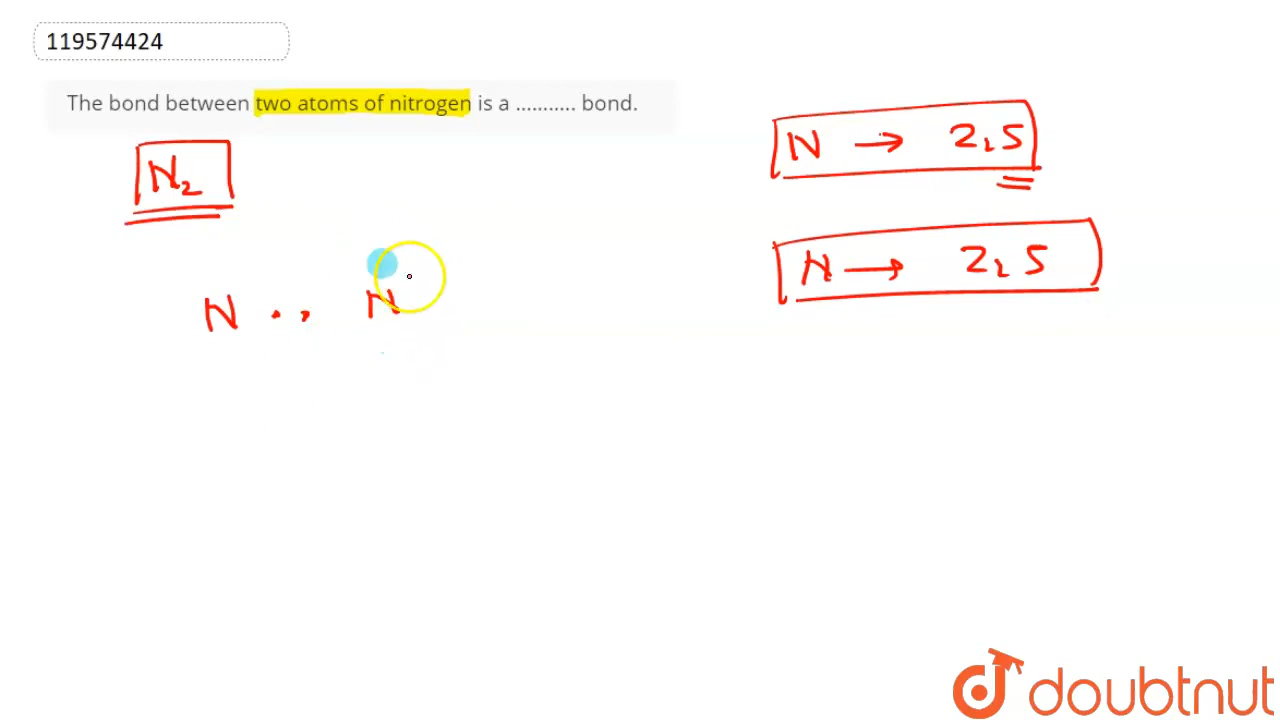 119574424
The bond between two atoms of nitrogen is a ........... bond.
N → 2,5
N₂
N → 2,5
N .. N
doubtnut